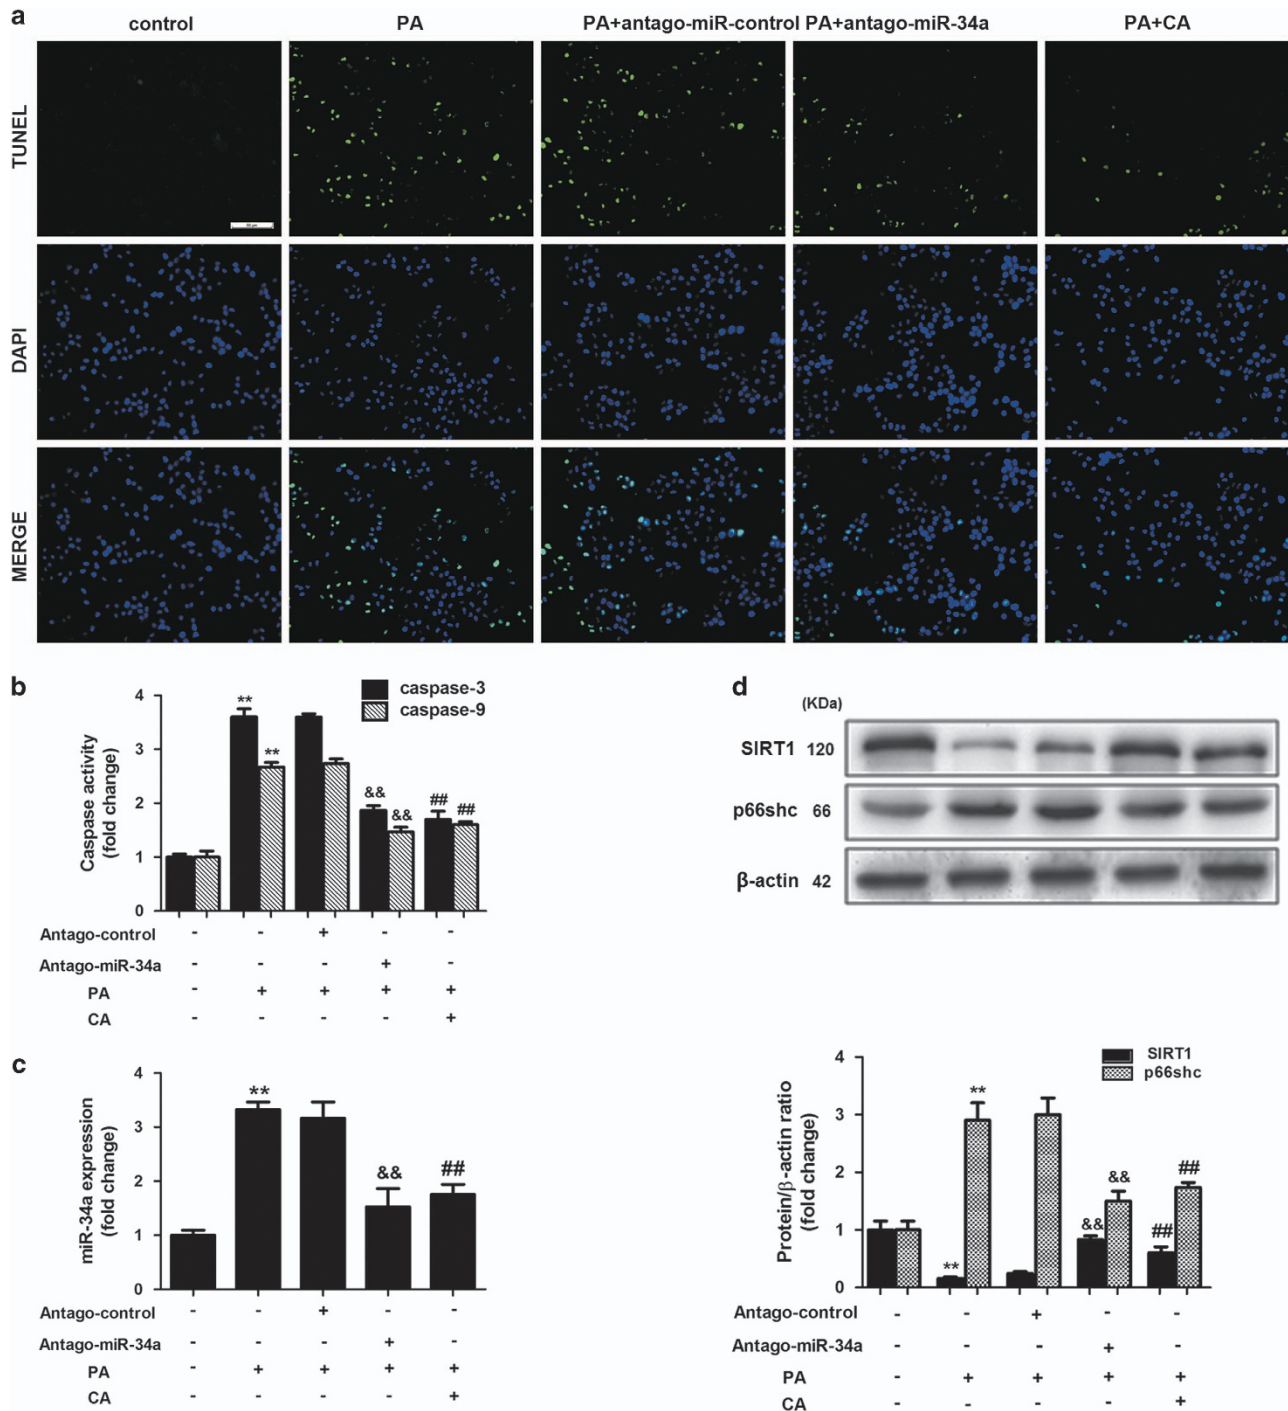 a
control PA PA+antago-miR-control PA+antago-miR-34a PA+CA
TUNEL
DAPI
MERGE
b
caspase-3
caspase-9
Caspase activity
(fold change)
4
3
2
1
0
** ** && && ## ##
Antago-control - - + - -
Antago-miR-34a - - - + -
PA - + + + +
CA - - - - +
c
miR-34a expression
(fold change)
4
3
2
1
0
** && ##
Antago-control - - + - -
Antago-miR-34a - - - + -
PA - + + + +
CA - - - - +
d
(KDa)
SIRT1 120
p66shc 66
β-actin 42
SIRT1
p66shc
Protein/β-actin ratio
(fold change)
4
3
2
1
0
** ** && && ## ##
Antago-control - - + - -
Antago-miR-34a - - - + -
PA - + + + +
CA - - - - +